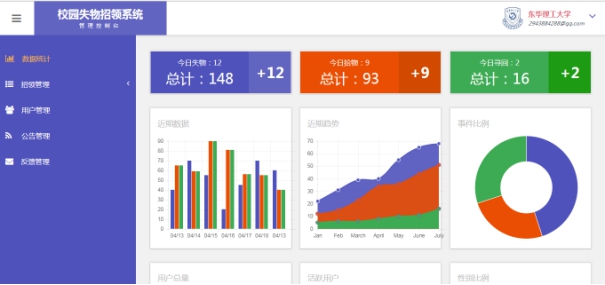 校园失物招领系统
管理控制台
东华理工大学
2943884288@qq.com
数据统计
招领管理
用户管理
公告管理
反馈管理
今日失物：12
总计：148
+12
今日拾物：9
总计：93
+9
今日寻回：2
总计：16
+2
近期数据
90
80
70
60
50
40
30
20
10
0
04/13 04/14 04/15 04/16 04/17 04/18 04/13
近期趋势
70
60
50
40
30
20
10
0
Jan Feb March April May June July
事件比例
用户总量
活跃用户
性别比例